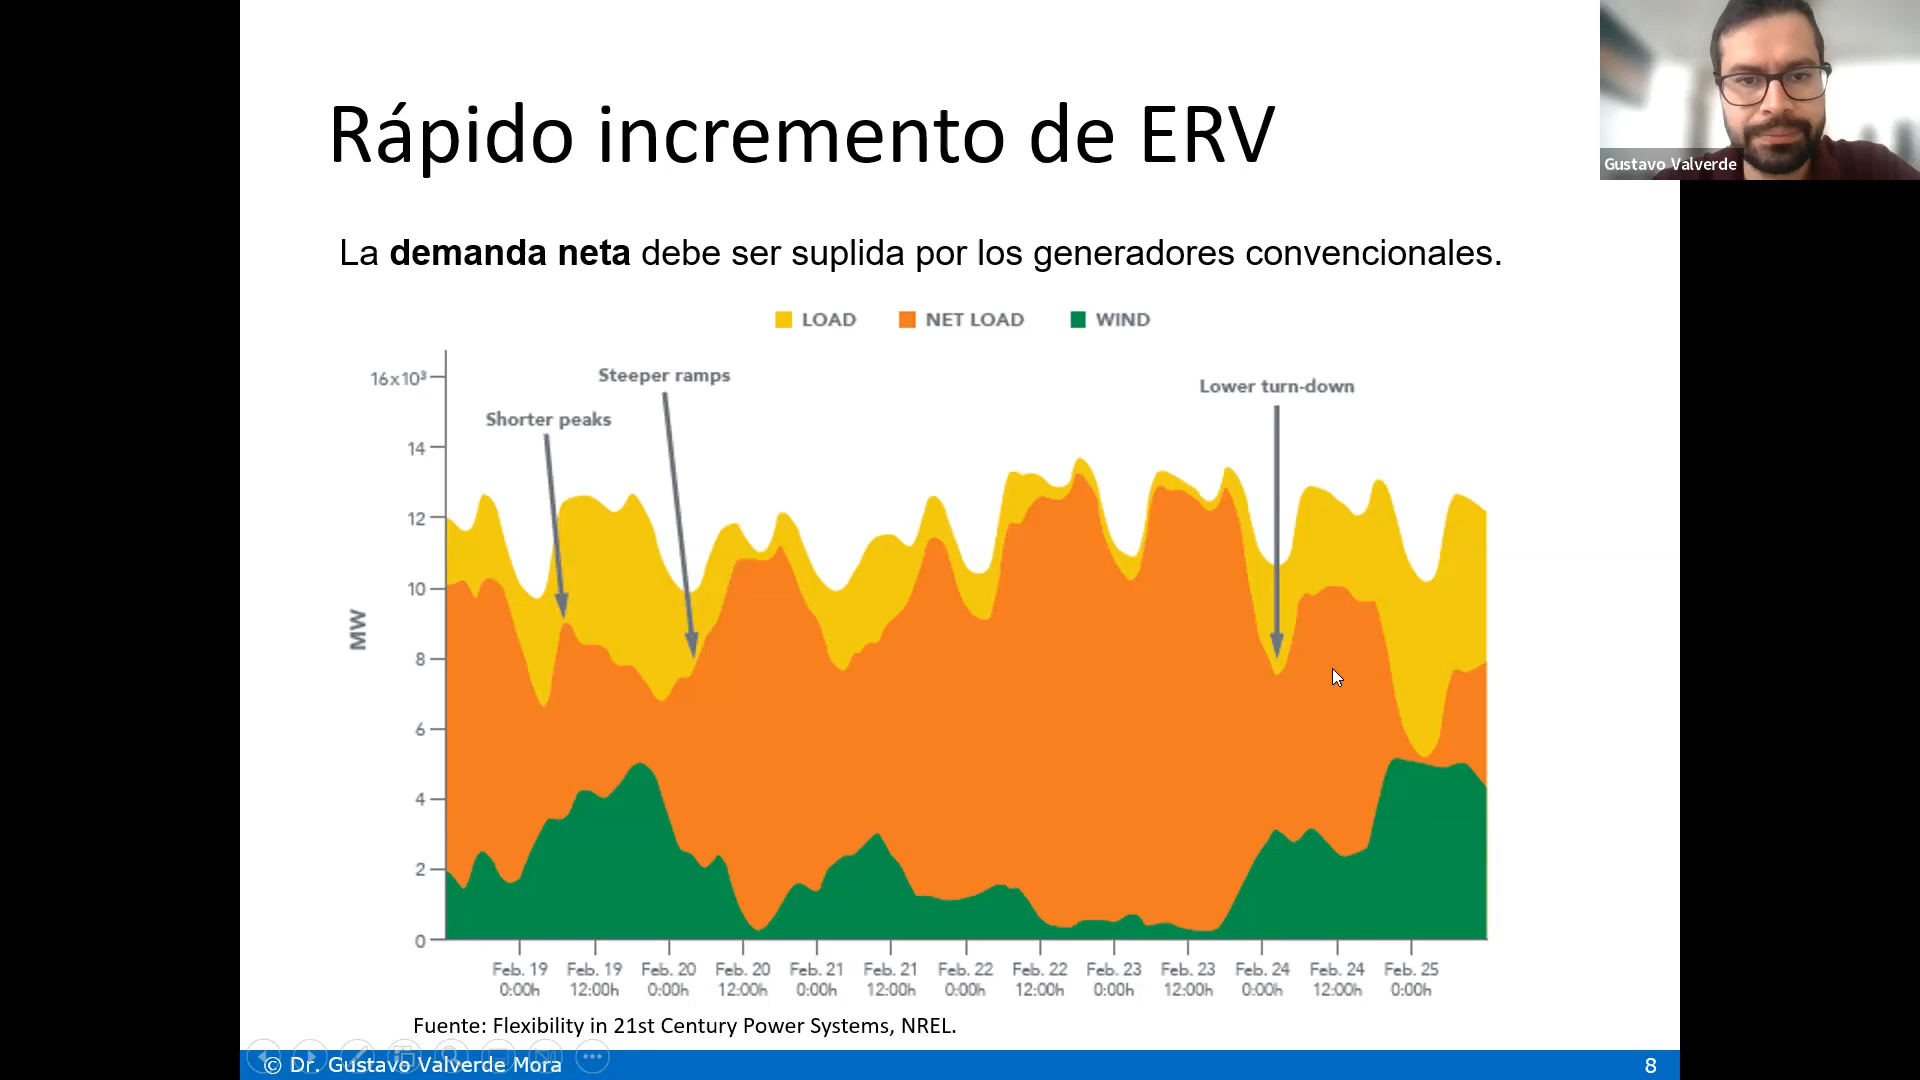 Rápido incremento de ERV
Gustavo Valverde
La demanda neta debe ser suplida por los generadores convencionales.
LOAD NET LOAD WIND
Steeper ramps
Lower turn-down
Shorter peaks
16x10³
14
12
10
8
6
4
2
0
MW
Feb. 19 Feb. 19 Feb. 20 Feb. 20 Feb. 21 Feb. 21 Feb. 22 Feb. 22 Feb. 23 Feb. 23 Feb. 24 Feb. 24 Feb. 25
0:00h 12:00h 0:00h 12:00h 0:00h 12:00h 0:00h 12:00h 0:00h 12:00h 0:00h 12:00h 0:00h
Fuente: Flexibility in 21st Century Power Systems, NREL.
© Dr. Gustavo Valverde Mora 8